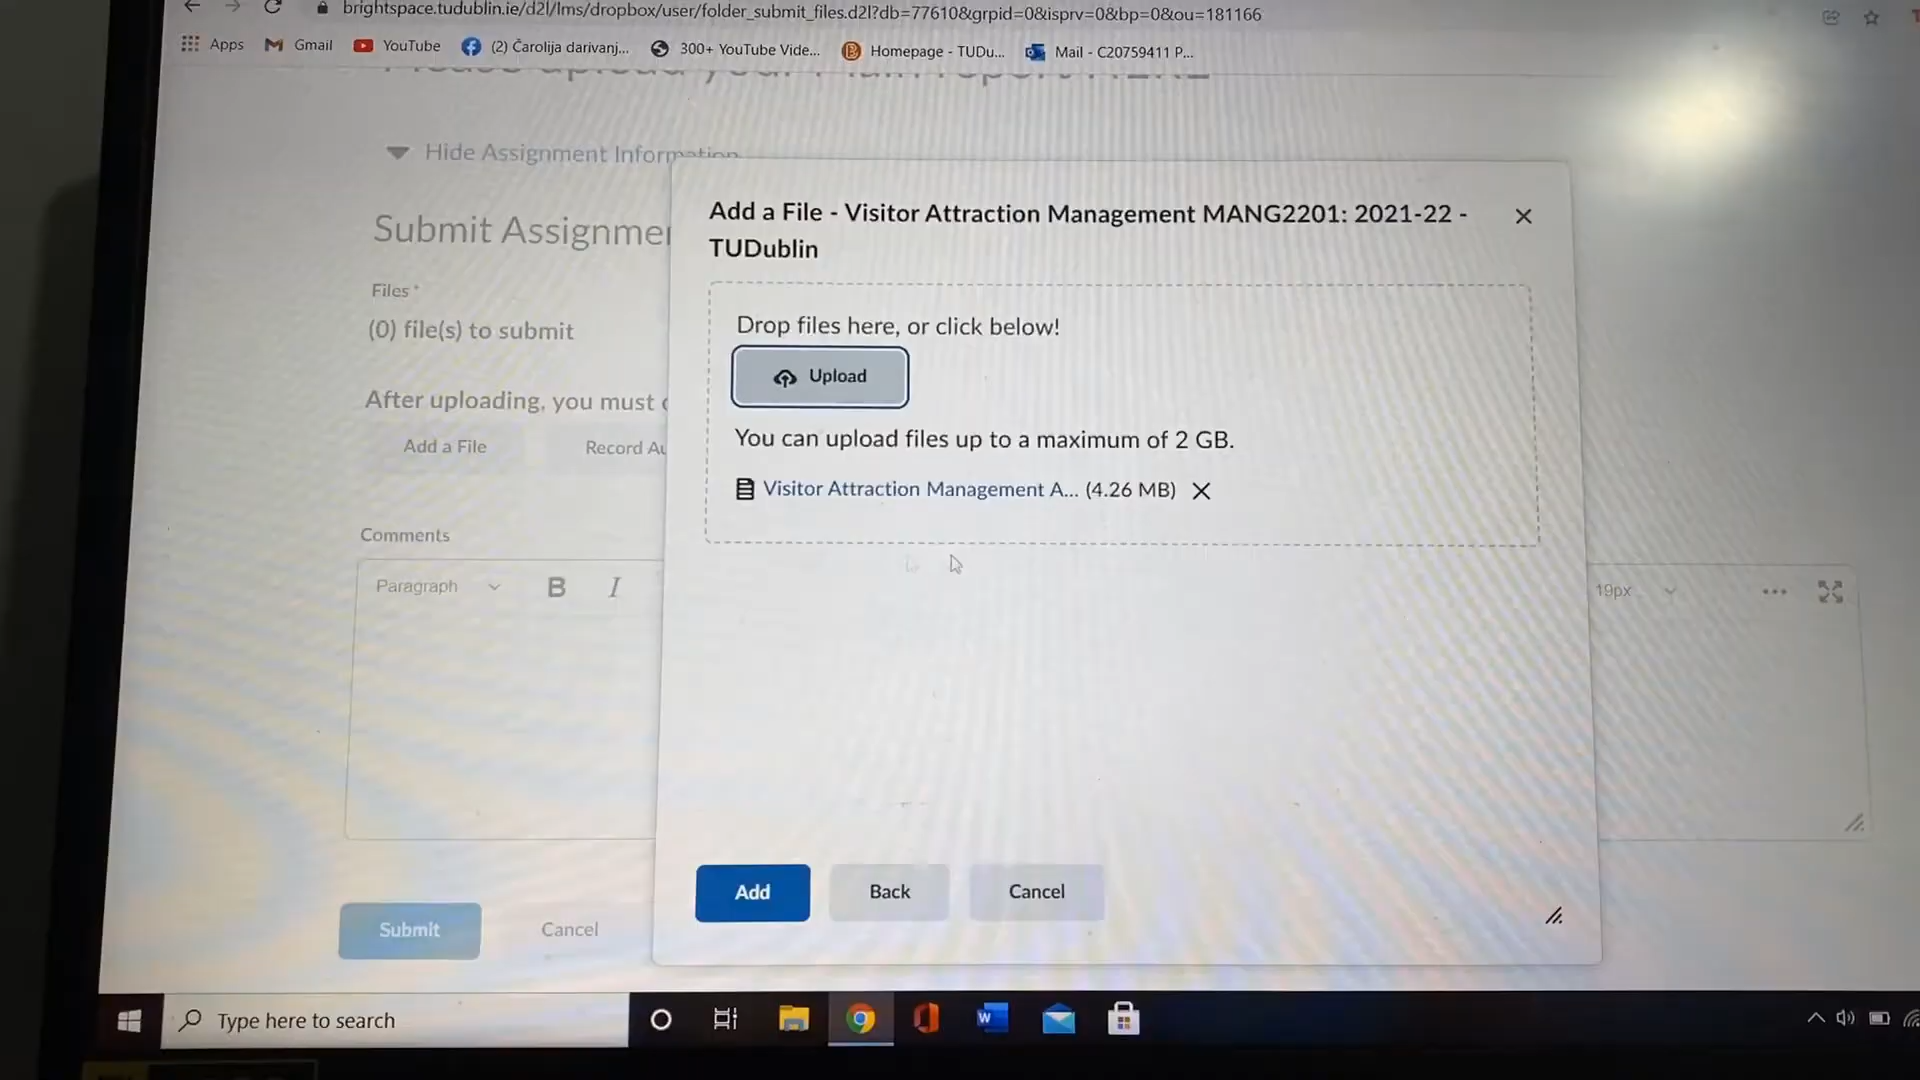 brightspace.tudublin.ie/d2l/lms/dropbox/user/folder_submit_files.d2l?db=77610&grpid=0&isprv=0&bp=0&ou=181166
Apps Gmail YouTube (2) Čarolija darivanj... 300+ YouTube Vide... Homepage - TUDu... Mail - C20759411 P...
Hide Assignment Information
Add a File - Visitor Attraction Management MANG2201: 2021-22 -
TUDublin
Submit Assignmen
Files *
(0) file(s) to submit
Drop files here, or click below!
Upload
After uploading, you must
You can upload files up to a maximum of 2 GB.
Add a File Record Au
Visitor Attraction Management A... (4.26 MB)
Comments
Paragraph B I 19px
Add Back Cancel
Submit Cancel
Type here to search